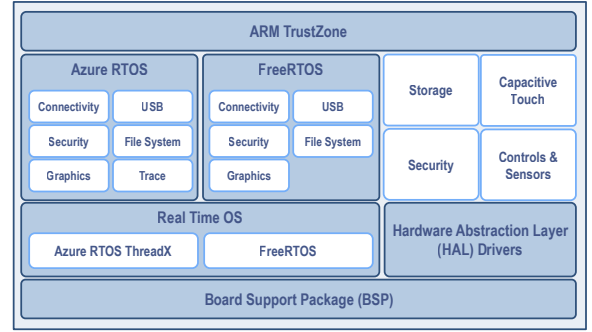 ARM TrustZone
Azure RTOS
Connectivity
USB
Security
File System
Graphics
Trace
FreeRTOS
Connectivity
USB
Security
File System
Graphics
Storage
Capacitive
Touch
Security
Controls &
Sensors
Real Time OS
Azure RTOS ThreadX
FreeRTOS
Hardware Abstraction Layer
(HAL) Drivers
Board Support Package (BSP)